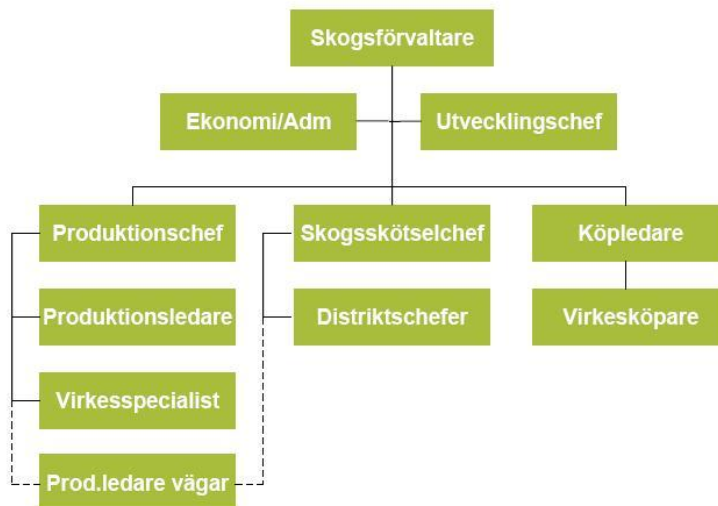 Skogsförvaltare
Ekonomi/Adm
Utvecklingschef
Produktionschef
Skogsskötselchef
Köpledare
Produktionsledare
Distriktschefer
Virkesköpare
Virkesspecialist
Prod.ledare vägar